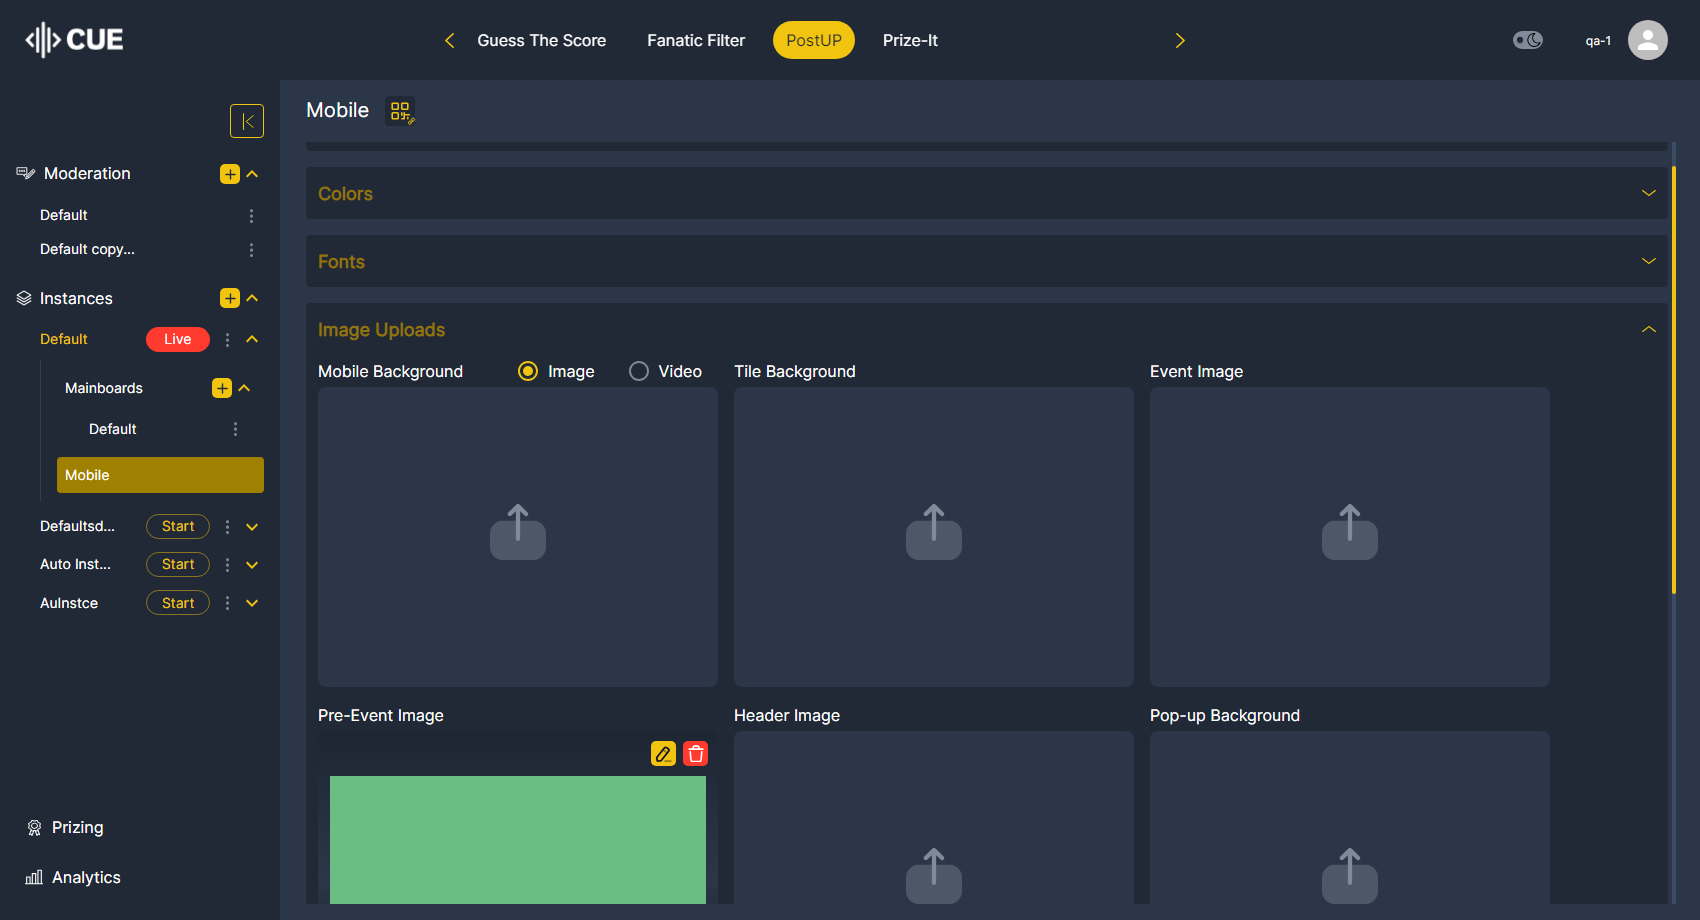 CUE
Guess The Score
Fanatic Filter
PostUP
Prize-It
qa-1
Moderation
Default
Default copy...
Instances
Default
Live
Mainboards
Default
Mobile
Defaultsd...
Start
Auto Inst...
Start
AuInstce
Start
Prizing
Analytics
Mobile
Colors
Fonts
Image Uploads
Mobile Background
Image
Video
Tile Background
Event Image
Pre-Event Image
Header Image
Pop-up Background